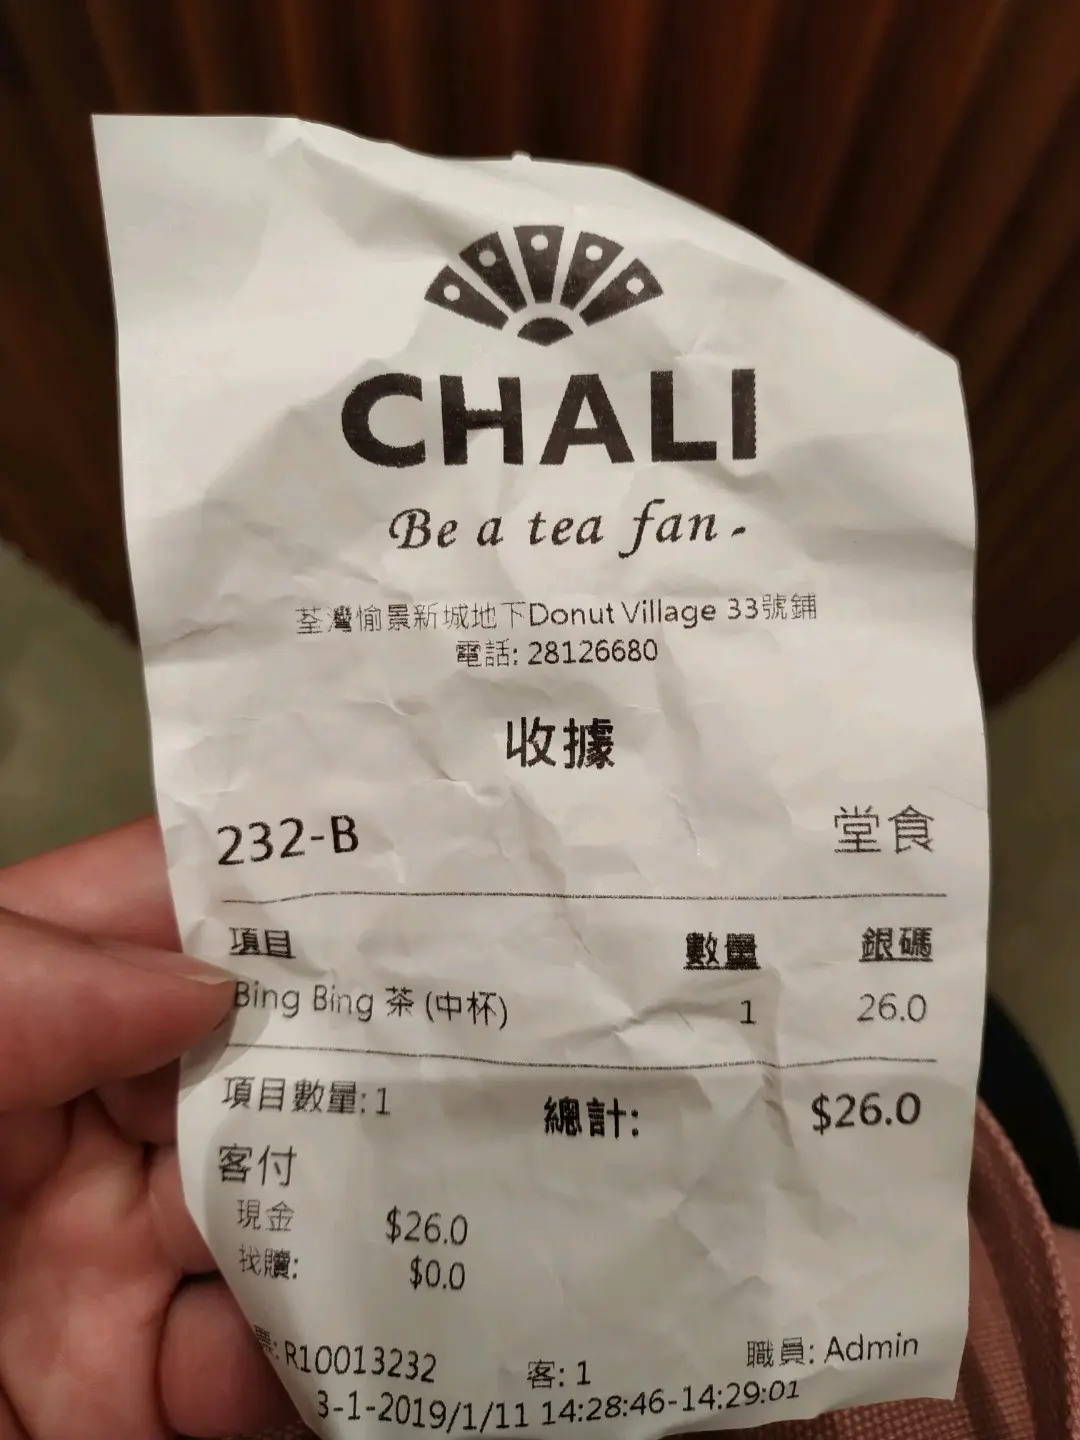 CHALI
Be a tea fan -
荃灣愉景新城地下Donut Village 33號鋪
電話: 28126680
收據
232-B 堂食
項目 數量 銀碼
Bing Bing 茶 (中杯) 1 26.0
項目數量: 1 總計: $26.0
客付
現金 $26.0
找贖: $0.0
票: R10013232 客: 1 職員: Admin
3-1-2019/1/11 14:28:46-14:29:01